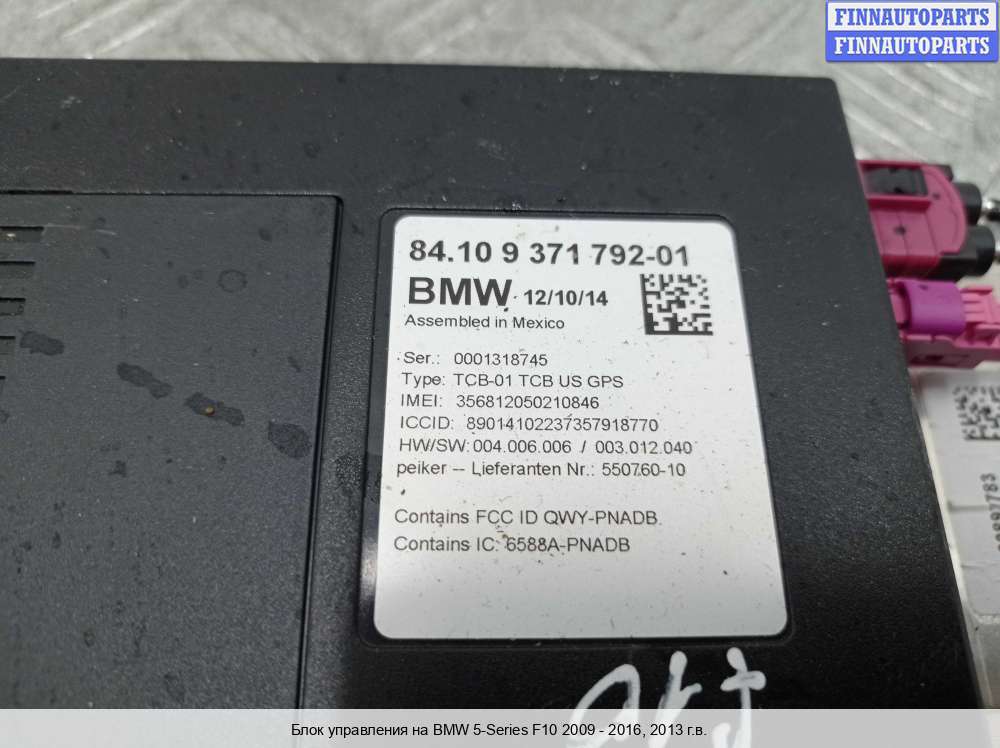 FINNAUTOPARTS
FINNAUTOPARTS
84.10 9 371 792-01
BMW 12/10/14
Assembled in Mexico
Ser.: 0001318745
Type: TCB-01 TCB US GPS
IMEI: 356812050210846
ICCID: 89014102237357918770
HW/SW: 004.006.006 / 003.012.040
peiker -- Lieferanten Nr.: 550760-10
Contains FCC ID QWY-PNADB
Contains IC: 6588A-PNADB
Блок управления на BMW 5-Series F10 2009 - 2016, 2013 г.в.